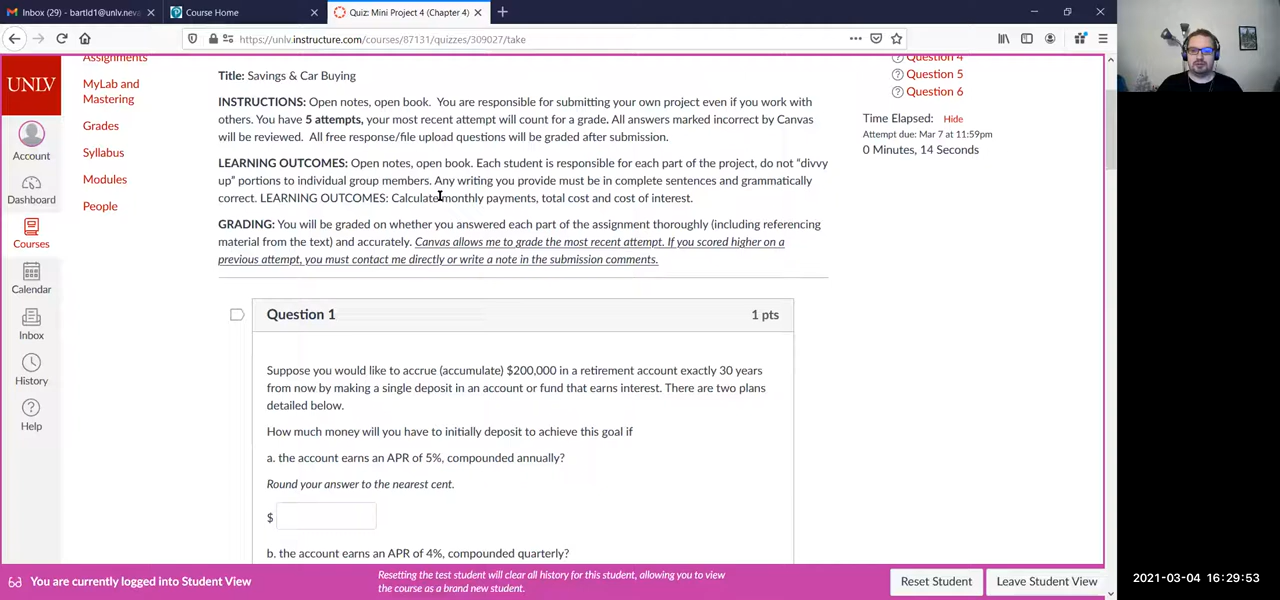 Inbox (29) - bartld1@unlv.neva
Course Home
Quiz: Mini Project 4 (Chapter 4)
https://unlv.instructure.com/courses/87131/quizzes/309027/take
UNLV
Account
Dashboard
Courses
Calendar
Inbox
History
Help
Assignments
MyLab and
Mastering
Grades
Syllabus
Modules
People
Title: Savings & Car Buying
INSTRUCTIONS: Open notes, open book. You are responsible for submitting your own project even if you work with
others. You have 5 attempts, your most recent attempt will count for a grade. All answers marked incorrect by Canvas
will be reviewed. All free response/file upload questions will be graded after submission.
LEARNING OUTCOMES: Open notes, open book. Each student is responsible for each part of the project, do not "divvy
up" portions to individual group members. Any writing you provide must be in complete sentences and grammatically
correct. LEARNING OUTCOMES: Calculate monthly payments, total cost and cost of interest.
GRADING: You will be graded on whether you answered each part of the assignment thoroughly (including referencing
material from the text) and accurately. Canvas allows me to grade the most recent attempt. If you scored higher on a
previous attempt, you must contact me directly or write a note in the submission comments.
Question 1 1 pts
Suppose you would like to accrue (accumulate) $200,000 in a retirement account exactly 30 years
from now by making a single deposit in an account or fund that earns interest. There are two plans
detailed below.
How much money will you have to initially deposit to achieve this goal if
a. the account earns an APR of 5%, compounded annually?
Round your answer to the nearest cent.
$
b. the account earns an APR of 4%, compounded quarterly?
Question 4
Question 5
Question 6
Time Elapsed: Hide
Attempt due: Mar 7 at 11:59pm
0 Minutes, 14 Seconds
You are currently logged into Student View
Resetting the test student will clear all history for this student, allowing you to view
the course as a brand new student.
Reset Student
Leave Student View
2021-03-04 16:29:53